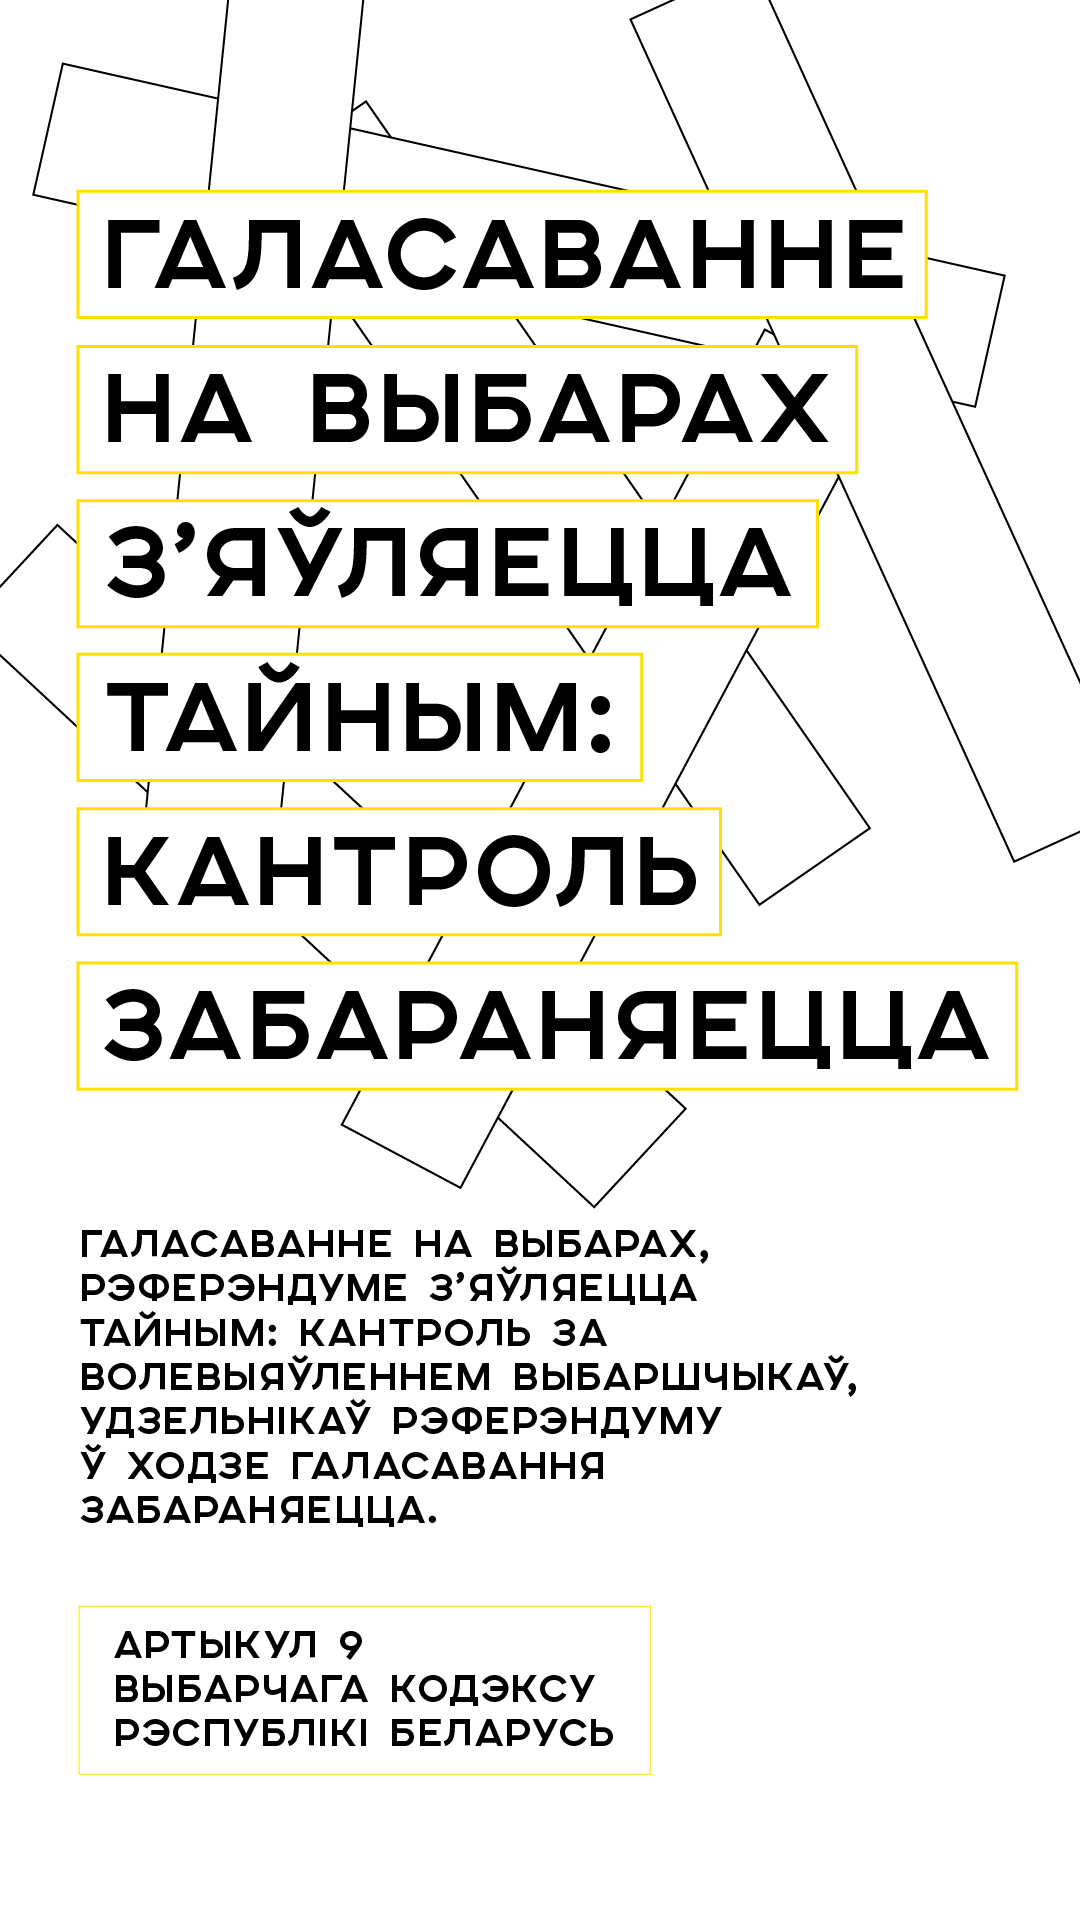 ГАЛАСАВАННЕ
НА ВЫБАРАХ
З’ЯЎЛЯЕЦЦА
ТАЙНЫМ:
КАНТРОЛЬ
ЗАБАРАНЯЕЦЦА
ГАЛАСАВАННЕ НА ВЫБАРАХ,
РЭФЕРЭНДУМЕ З’ЯЎЛЯЕЦЦА
ТАЙНЫМ: КАНТРОЛЬ ЗА
ВОЛЕВЫЯЎЛЕННЕМ ВЫБАРШЧЫКАЎ,
УДЗЕЛЬНІКАЎ РЭФЕРЭНДУМУ
Ў ХОДЗЕ ГАЛАСАВАННЯ
ЗАБАРАНЯЕЦЦА.
АРТЫКУЛ 9
ВЫБАРЧАГА КОДЭКСУ
РЭСПУБЛІКІ БЕЛАРУСЬ